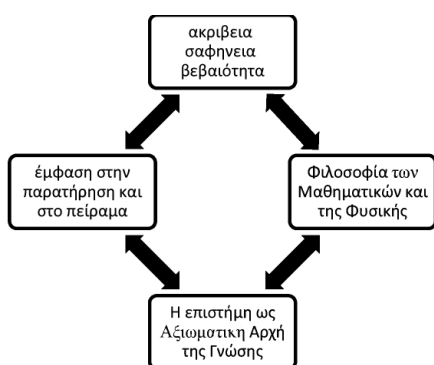 ακριβεια
σαφηνεια
βεβαιότητα
έμφαση στην
παρατήρηση και
στο πείραμα
Φιλοσοφία των
Μαθηματικών και
της Φυσικής
Η επιστήμη ως
Αξιωματικη Αρχή
της Γνώσης